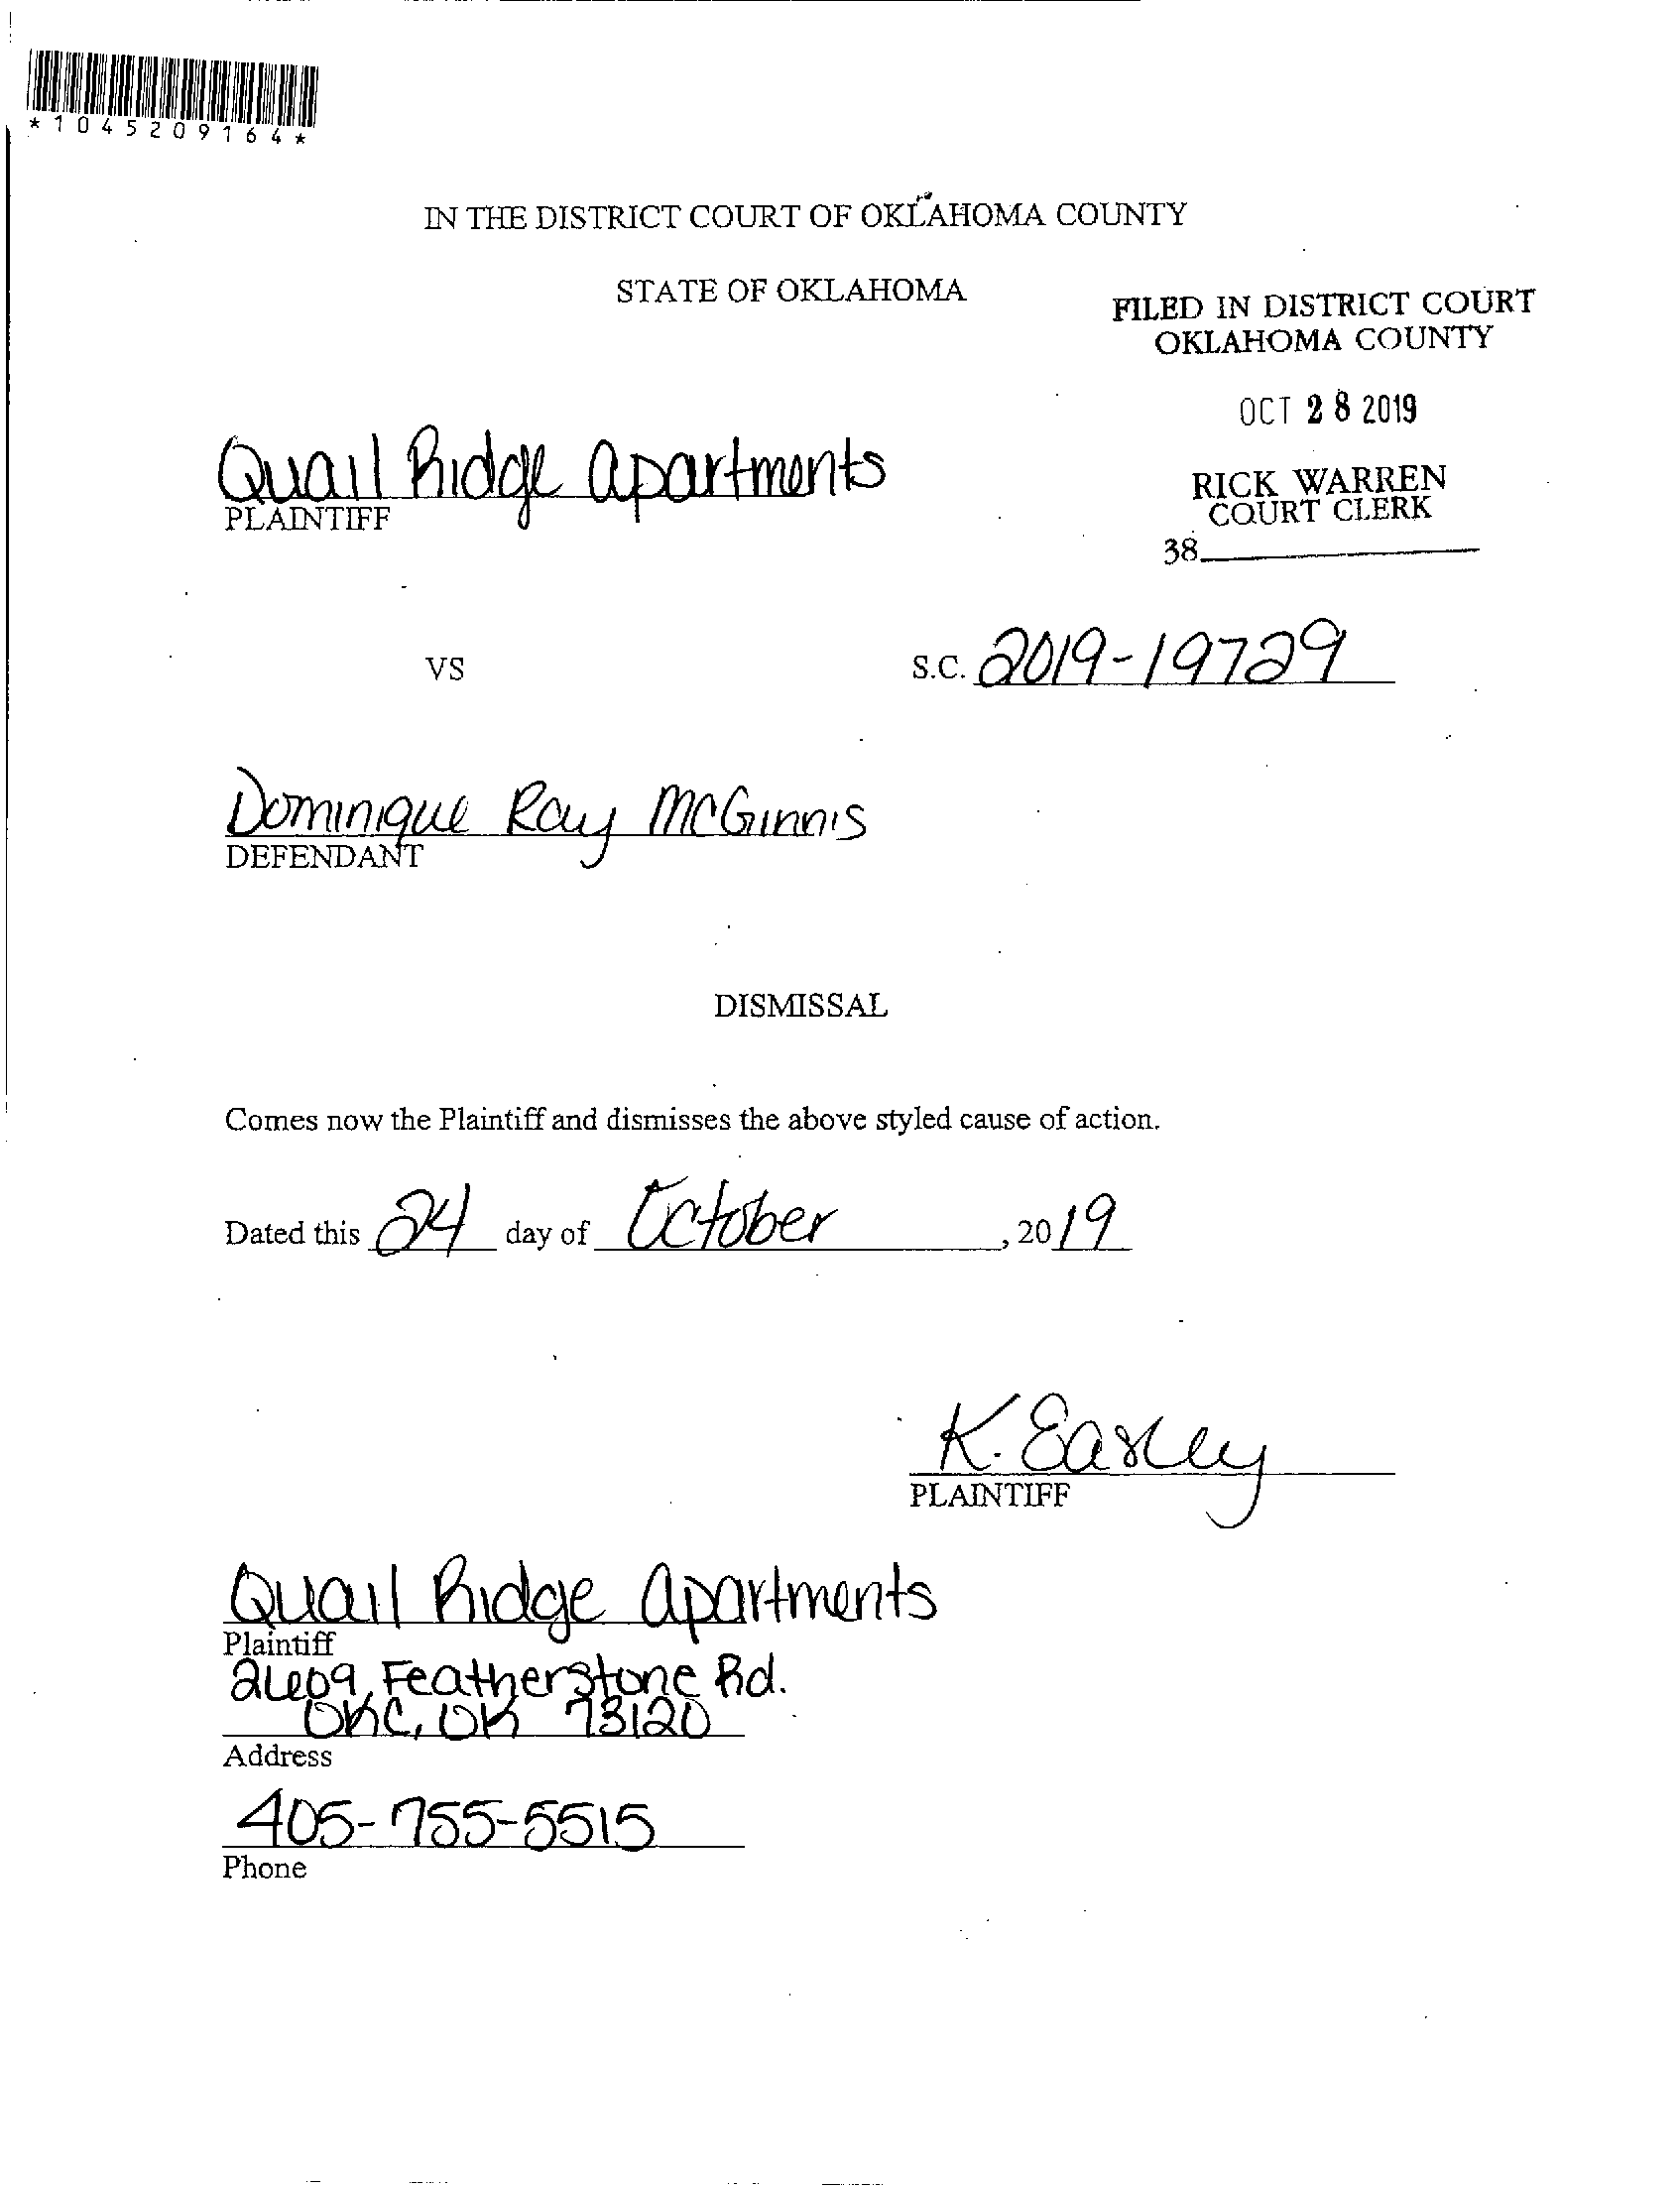 *1045209164*
IN THE DISTRICT COURT OF OKLAHOMA COUNTY
STATE OF OKLAHOMA
FILED IN DISTRICT COURT
OKLAHOMA COUNTY
OCT 28 2019
RICK WARREN
COURT CLERK
38
Quail Ridge Apartments
PLAINTIFF
VS
S.C. 2019-19729
Dominique Ray McGinnis
DEFENDANT
DISMISSAL
Comes now the Plaintiff and dismisses the above styled cause of action.
Dated this 24 day of October, 2019
K. Easley
PLAINTIFF
Quail Ridge Apartments
Plaintiff
2609 Featherstone Rd.
OKC, OK 73120
Address
405-755-5515
Phone